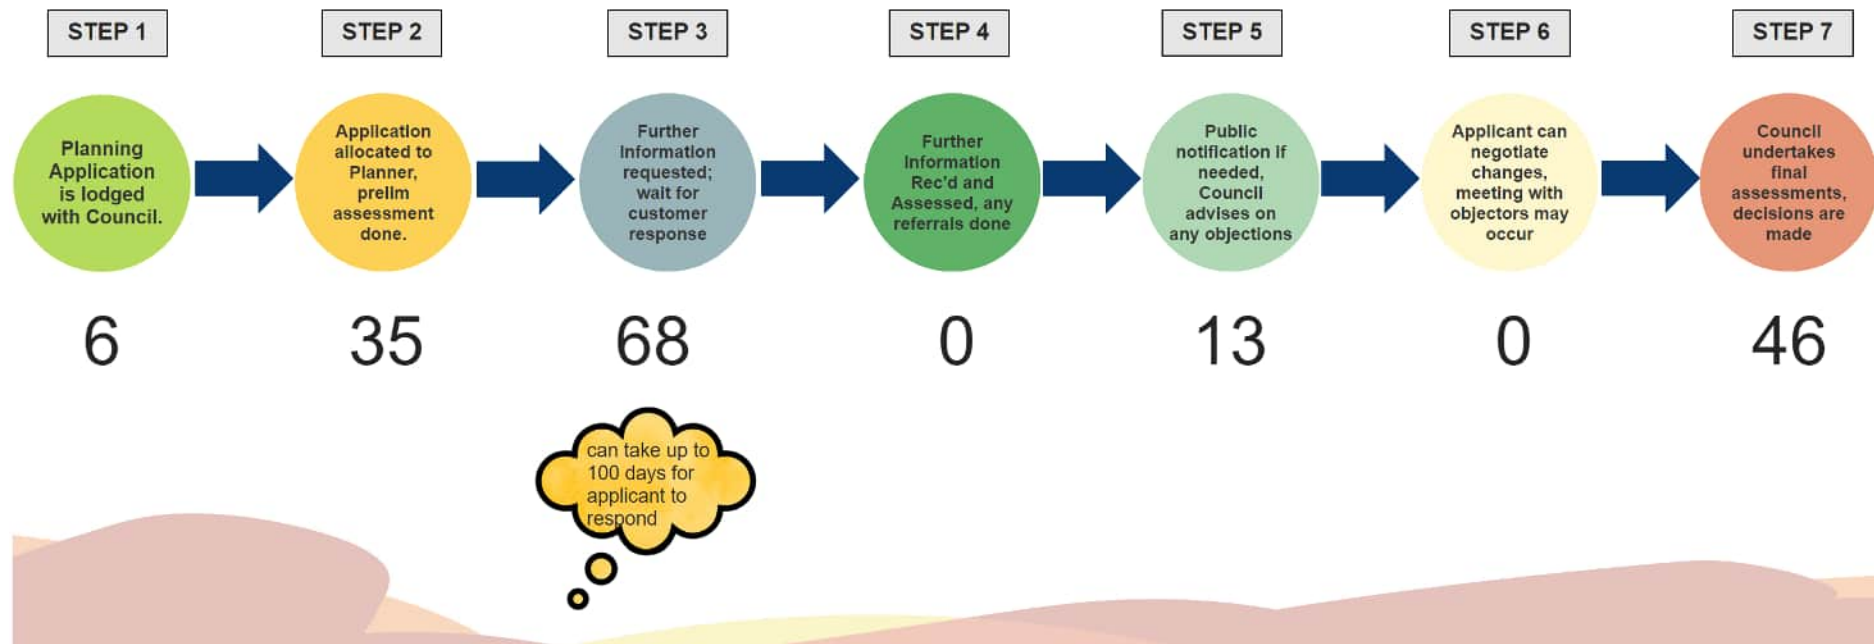 STEP 1
STEP 2
STEP 3
STEP 4
STEP 5
STEP 6
STEP 7
Planning
Application
is lodged
with Council.
Application
allocated to
Planner,
prelim
assessment
done.
Further
Information
requested;
wait for
customer
response
Further
Information
Rec'd and
Assessed, any
referrals done
Public
notification if
needed,
Council
advises on
any objections
Applicant can
negotiate
changes,
meeting with
objectors may
occur
Council
undertakes
final
assessments,
decisions are
made
6
35
68
0
13
0
46
can take up to
100 days for
applicant to
respond